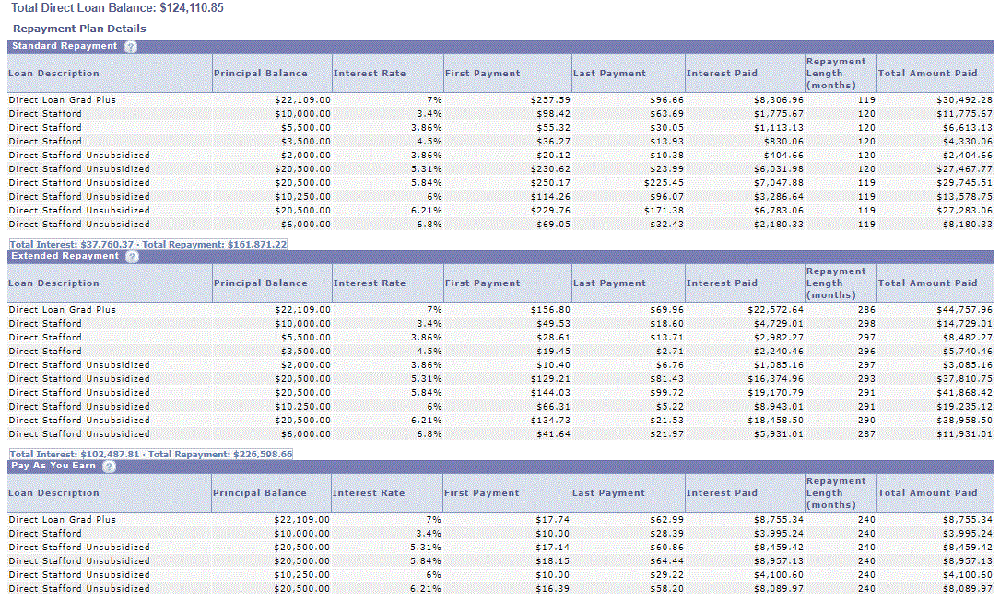 Total Direct Loan Balance: $124,110.85
Repayment Plan Details
Standard Repayment ?
Loan Description Principal Balance Interest Rate First Payment Last Payment Interest Paid Repayment Length (months) Total Amount Paid
Direct Loan Grad Plus $22,109.00 7% $257.59 $96.66 $8,306.96 119 $30,492.28
Direct Stafford $10,000.00 3.4% $98.42 $63.69 $1,775.67 120 $11,775.67
Direct Stafford $5,500.00 3.86% $55.32 $30.05 $1,113.13 120 $6,613.13
Direct Stafford $3,500.00 4.5% $36.27 $13.93 $830.06 120 $4,330.06
Direct Stafford Unsubsidized $2,000.00 3.86% $20.12 $10.38 $404.66 120 $2,404.66
Direct Stafford Unsubsidized $20,500.00 5.31% $230.62 $23.99 $6,031.98 120 $27,467.77
Direct Stafford Unsubsidized $20,500.00 5.84% $250.17 $225.45 $7,047.88 119 $29,745.51
Direct Stafford Unsubsidized $10,250.00 6% $114.26 $96.07 $3,286.64 119 $13,578.75
Direct Stafford Unsubsidized $20,500.00 6.21% $229.76 $171.38 $6,783.06 119 $27,283.06
Direct Stafford Unsubsidized $6,000.00 6.8% $69.05 $32.43 $2,180.33 119 $8,180.33
Total Interest: $37,760.37 · Total Repayment: $161,871.22
Extended Repayment ?
Loan Description Principal Balance Interest Rate First Payment Last Payment Interest Paid Repayment Length (months) Total Amount Paid
Direct Loan Grad Plus $22,109.00 7% $156.80 $69.96 $22,572.64 286 $44,757.96
Direct Stafford $10,000.00 3.4% $49.53 $18.60 $4,729.01 298 $14,729.01
Direct Stafford $5,500.00 3.86% $28.61 $13.71 $2,982.27 297 $8,482.27
Direct Stafford $3,500.00 4.5% $19.45 $2.71 $2,240.46 296 $5,740.46
Direct Stafford Unsubsidized $2,000.00 3.86% $10.40 $6.76 $1,085.16 297 $3,085.16
Direct Stafford Unsubsidized $20,500.00 5.31% $129.21 $81.43 $16,374.96 293 $37,810.75
Direct Stafford Unsubsidized $20,500.00 5.84% $144.03 $99.72 $19,170.79 291 $41,868.42
Direct Stafford Unsubsidized $10,250.00 6% $66.31 $5.22 $8,943.01 291 $19,235.12
Direct Stafford Unsubsidized $20,500.00 6.21% $134.73 $21.53 $18,458.50 290 $38,958.50
Direct Stafford Unsubsidized $6,000.00 6.8% $41.64 $21.97 $5,931.01 287 $11,931.01
Total Interest: $102,487.81 · Total Repayment: $226,598.66
Pay As You Earn ?
Loan Description Principal Balance Interest Rate First Payment Last Payment Interest Paid Repayment Length (months) Total Amount Paid
Direct Loan Grad Plus $22,109.00 7% $17.74 $62.99 $8,755.34 240 $8,755.34
Direct Stafford $10,000.00 3.4% $10.00 $28.39 $3,995.24 240 $3,995.24
Direct Stafford Unsubsidized $20,500.00 5.31% $17.14 $60.86 $8,459.42 240 $8,459.42
Direct Stafford Unsubsidized $20,500.00 5.84% $18.15 $64.44 $8,957.13 240 $8,957.13
Direct Stafford Unsubsidized $10,250.00 6% $10.00 $29.22 $4,100.60 240 $4,100.60
Direct Stafford Unsubsidized $20,500.00 6.21% $16.39 $58.20 $8,089.97 240 $8,089.97